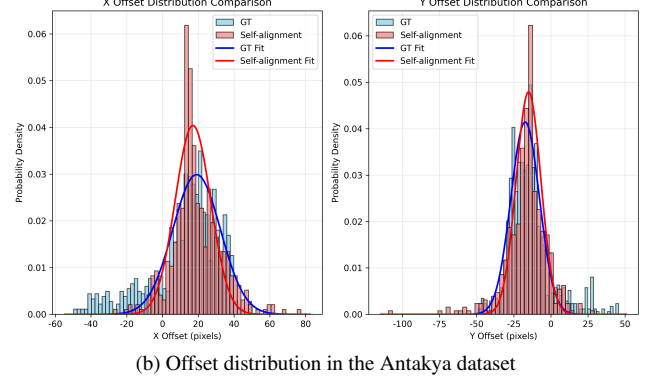 X Offset Distribution Comparison
GT
Self-alignment
GT Fit
Self-alignment Fit
Probability Density
0.06
0.05
0.04
0.03
0.02
0.01
0.00
-60 -40 -20 0 20 40 60 80
X Offset (pixels)
Y Offset Distribution Comparison
GT
Self-alignment
GT Fit
Self-alignment Fit
Probability Density
0.06
0.05
0.04
0.03
0.02
0.01
0.00
-100 -75 -50 -25 0 25 50
Y Offset (pixels)
(b) Offset distribution in the Antakya dataset